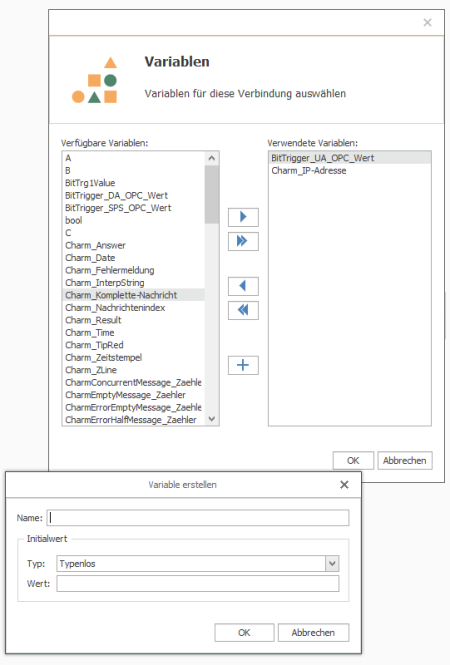 Variablen
Variablen für diese Verbindung auswählen
Verfügbare Variablen:
A
B
BitTrg1Value
BitTrigger_DA_OPC_Wert
BitTrigger_SPS_OPC_Wert
bool
C
Charm_Answer
Charm_Date
Charm_Fehlermeldung
Charm_InterpString
Charm_Komplette-Nachricht
Charm_Nachrichtenindex
Charm_Result
Charm_Time
Charm_TipRed
Charm_Zeitstempel
Charm_ZLine
CharmConcurrentMessage_Zaehle
CharmEmptyMessage_Zaehler
CharmErrorEmptyMessage_Zaehle
CharmErrorHalfMessage_Zaehler
Verwendete Variablen:
BitTrigger_UA_OPC_Wert
Charm_IP-Adresse
OK Abbrechen
Variable erstellen
Name:
Initialwert
Typ: Typenlos
Wert:
OK Abbrechen